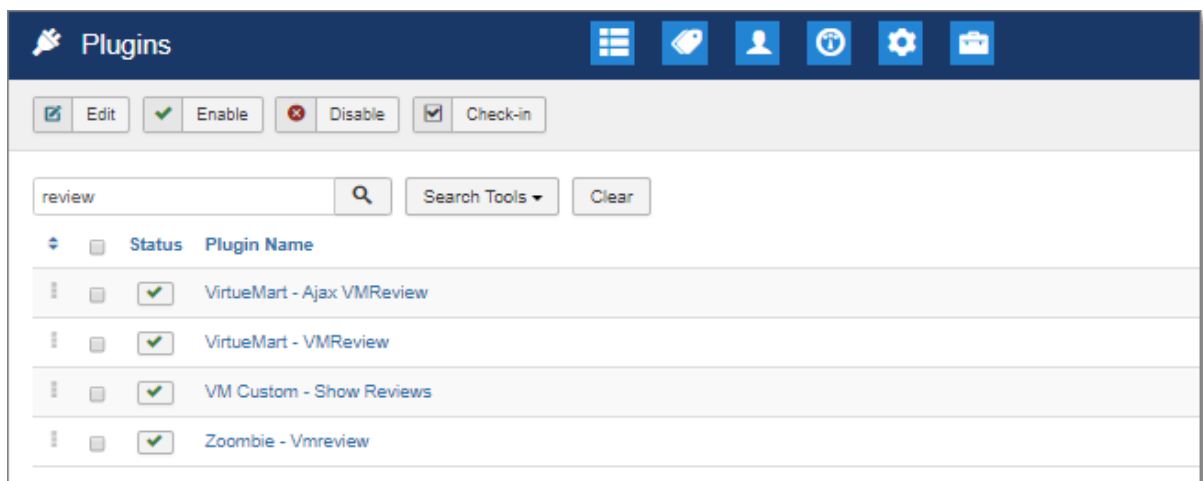 Plugins
Edit Enable Disable Check-in
review Search Tools Clear
Status Plugin Name
VirtueMart - Ajax VMReview
VirtueMart - VMReview
VM Custom - Show Reviews
Zoombie - Vmreview